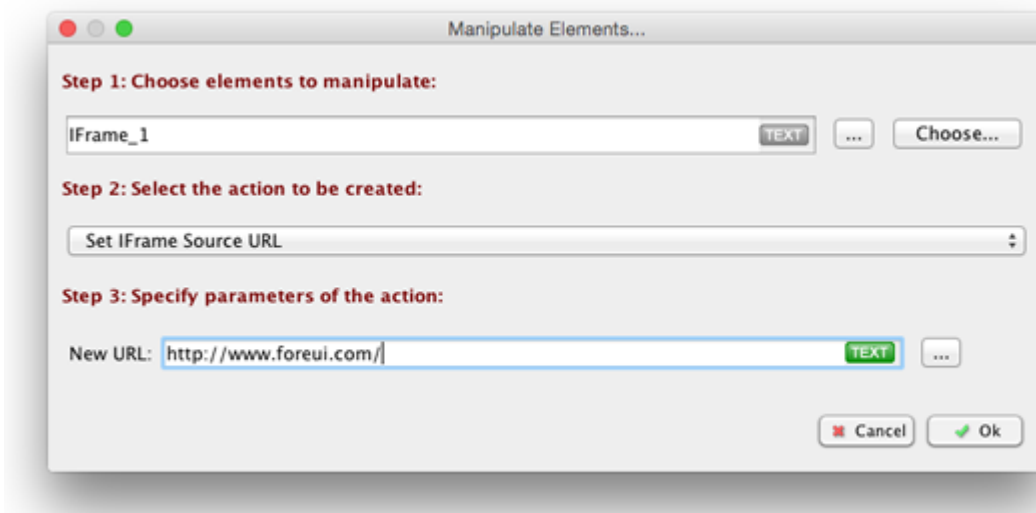 Manipulate Elements...
Step 1: Choose elements to manipulate:
IFrame_1 TEXT ... Choose...
Step 2: Select the action to be created:
Set IFrame Source URL
Step 3: Specify parameters of the action:
New URL: http://www.foreui.com/ TEXT ...
Cancel Ok